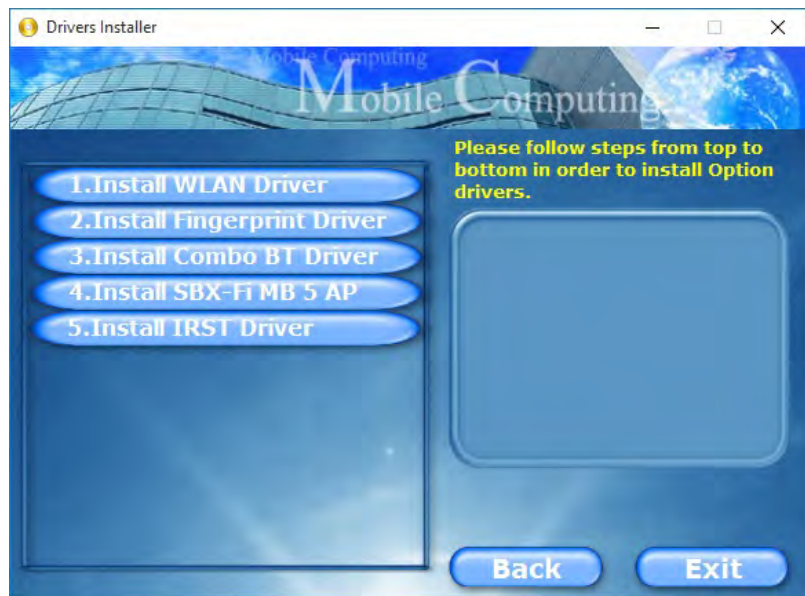 Drivers Installer
Mobile Computing
Mobile Computing
Please follow steps from top to
bottom in order to install Option
drivers.
1.Install WLAN Driver
2.Install Fingerprint Driver
3.Install Combo BT Driver
4.Install SBX-Fi MB 5 AP
5.Install IRST Driver
Back
Exit